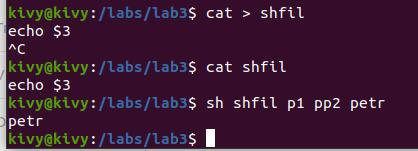 kivy@kivy:/labs/lab3$ cat > shfil
echo $3
^C
kivy@kivy:/labs/lab3$ cat shfil
echo $3
kivy@kivy:/labs/lab3$ sh shfil p1 pp2 petr
petr
kivy@kivy:/labs/lab3$